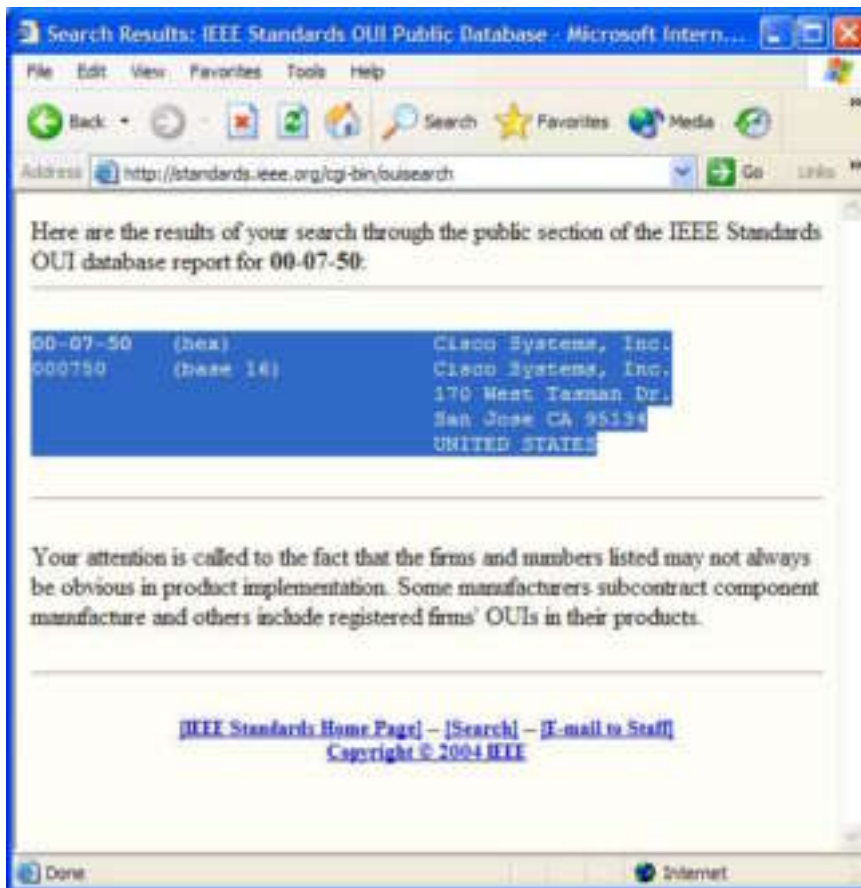 Search Results: IEEE Standards OUI Public Database - Microsoft Intern...
File Edit View Favorites Tools Help
Back Search Favorites Media
Address http://standards.ieee.org/cgi-bin/ouisearch Go Links
Here are the results of your search through the public section of the IEEE Standards
OUI database report for 00-07-50:
00-07-50 (hex) Cisco Systems, Inc.
000750 (base 16) Cisco Systems, Inc.
170 West Tasman Dr.
San Jose CA 95134
UNITED STATES
Your attention is called to the fact that the firms and numbers listed may not always
be obvious in product implementation. Some manufacturers subcontract component
manufacture and others include registered firms' OUIs in their products.
[IEEE Standards Home Page] – [Search] – [E-mail to Staff]
Copyright © 2004 IEEE
Done Internet